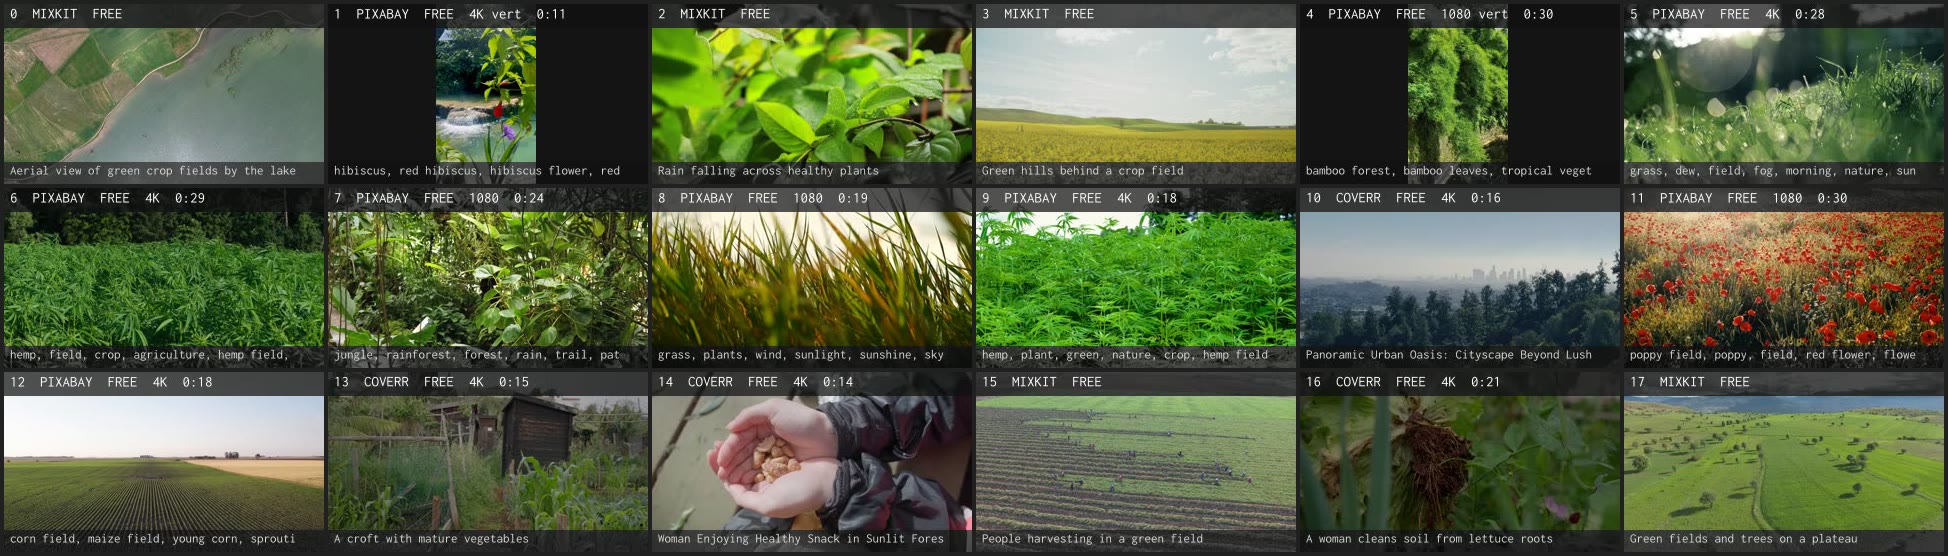 0 MIXKIT FREE
Aerial view of green crop fields by the lake
1 PIXABAY FREE 4K vert 0:11
hibiscus, red hibiscus, hibiscus flower, red
2 MIXKIT FREE
Rain falling across healthy plants
3 MIXKIT FREE
Green hills behind a crop field
4 PIXABAY FREE 1080 vert 0:30
bamboo forest, bamboo leaves, tropical veget
5 PIXABAY FREE 4K 0:28
grass, dew, field, fog, morning, nature, sun
6 PIXABAY FREE 4K 0:29
hemp, field, crop, agriculture, hemp field,
7 PIXABAY FREE 1080 0:24
jungle, rainforest, forest, rain, trail, pat
8 PIXABAY FREE 1080 0:19
grass, plants, wind, sunlight, sunshine, sky
9 PIXABAY FREE 4K 0:18
hemp, plant, green, nature, crop, hemp field
10 COVERR FREE 4K 0:16
Panoramic Urban Oasis: Cityscape Beyond Lush
11 PIXABAY FREE 1080 0:30
poppy field, poppy, field, red flower, flowe
12 PIXABAY FREE 4K 0:18
corn field, maize field, young corn, sprouti
13 COVERR FREE 4K 0:15
A croft with mature vegetables
14 COVERR FREE 4K 0:14
Woman Enjoying Healthy Snack in Sunlit Fores
15 MIXKIT FREE
People harvesting in a green field
16 COVERR FREE 4K 0:21
A woman cleans soil from lettuce roots
17 MIXKIT FREE
Green fields and trees on a plateau